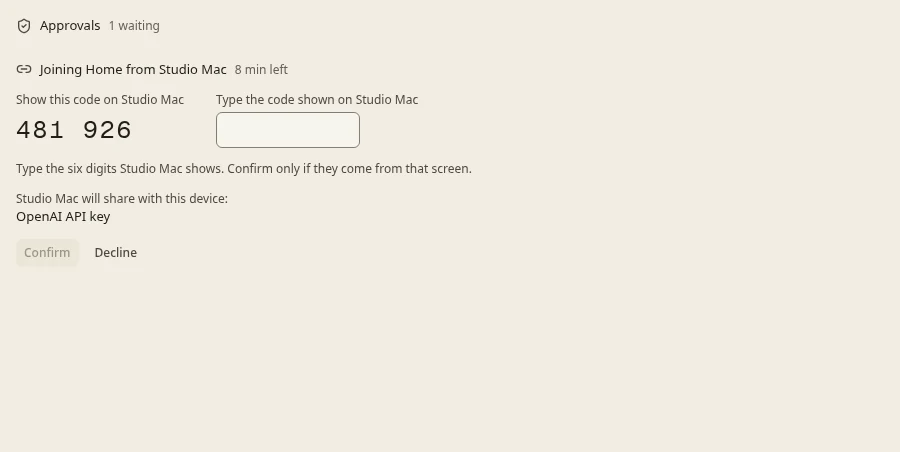 Approvals 1 waiting
Joining Home from Studio Mac 8 min left
Show this code on Studio Mac
Type the code shown on Studio Mac
481 926
Type the six digits Studio Mac shows. Confirm only if they come from that screen.
Studio Mac will share with this device:
OpenAI API key
Confirm Decline